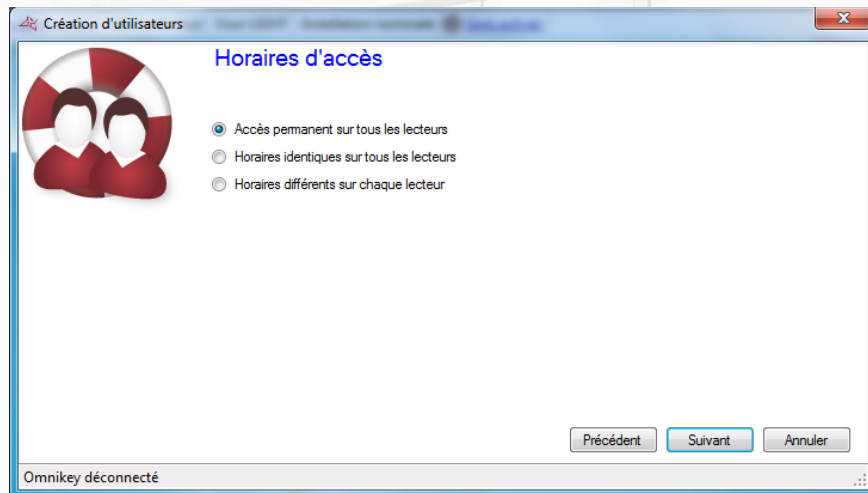 Création d'utilisateurs
Horaires d'accès
Accès permanent sur tous les lecteurs
Horaires identiques sur tous les lecteurs
Horaires différents sur chaque lecteur
Précédent Suivant Annuler
Omnikey déconnecté